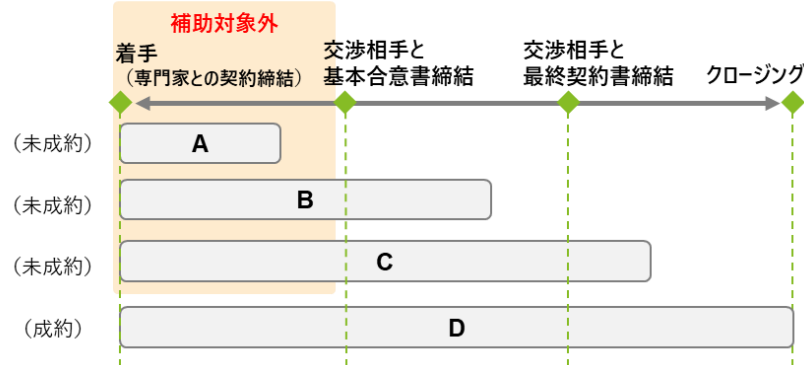 補助対象外
着手
（専門家との契約締結）
交渉相手と
基本合意書締結
交渉相手と
最終契約書締結
クロージング
（未成約）
A
（未成約）
B
（未成約）
C
（成約）
D